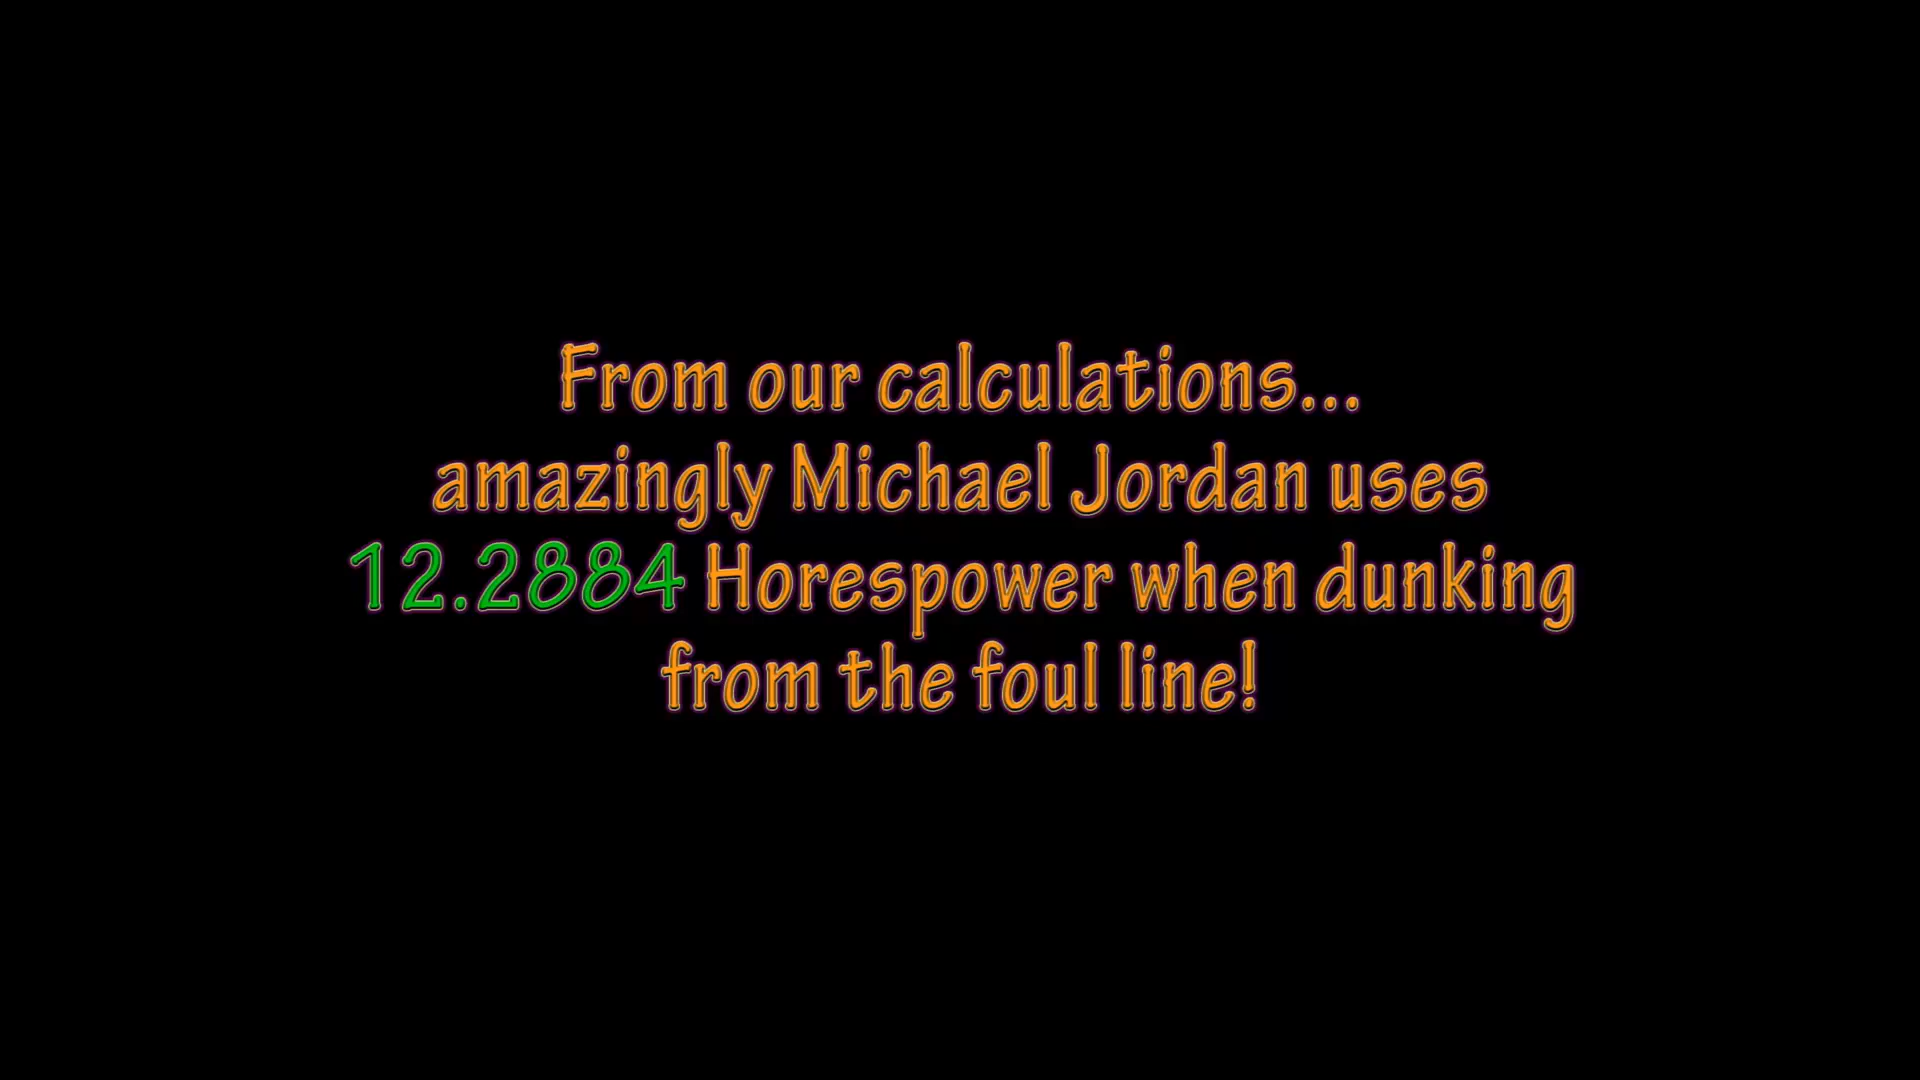 From our calculations...
amazingly Michael Jordan uses
12.2884 Horespower when dunking
from the foul line!